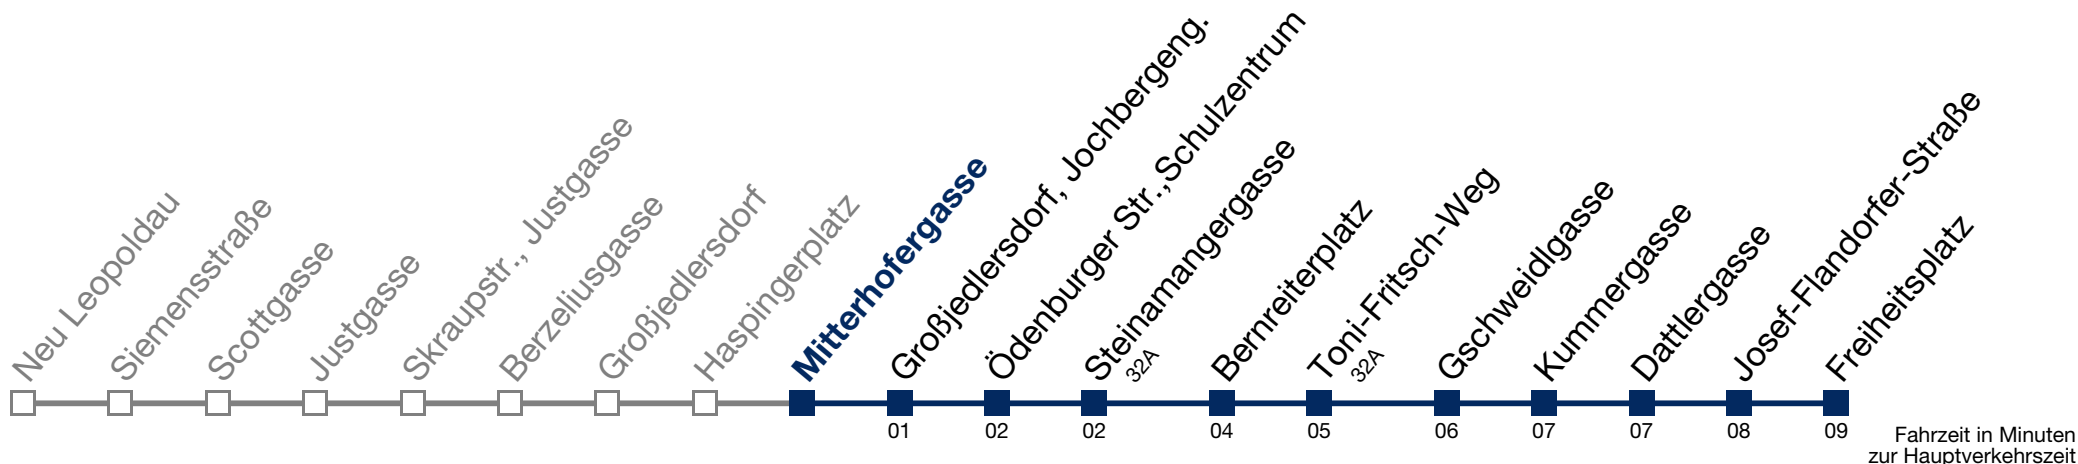 Neu Leopoldau
Siemensstraße
Scottgasse
Justgasse
Skraupstr., Justgasse
Berzeliusgasse
Großjedlersdorf
Haspingerplatz
Mitterhofergasse
Großjedlersdorf, Jochbergeng.
Ödenburger Str.,Schulzentrum
Steinamangergasse
32A
Bernreiterplatz
Toni-Fritsch-Weg
32A
Gschweidlgasse
Kummergasse
Dattlergasse
Josef-Flandorfer-Straße
Freiheitsplatz
01 02 02 04 05 06 07 07 08 09
Fahrzeit in Minuten
zur Hauptverkehrszeit